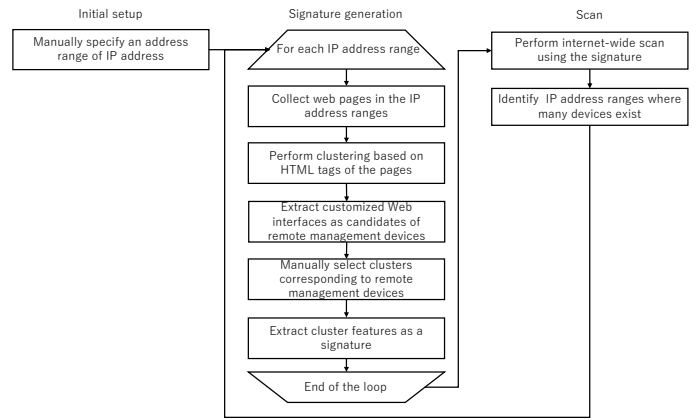 Initial setup
Manually specify an address
range of IP address
Signature generation
For each IP address range
Collect web pages in the IP
address ranges
Perform clustering based on
HTML tags of the pages
Extract customized Web
interfaces as candidates of
remote management devices
Manually select clusters
corresponding to remote
management devices
Extract cluster features as a
signature
End of the loop
Scan
Perform internet-wide scan
using the signature
Identify IP address ranges where
many devices exist